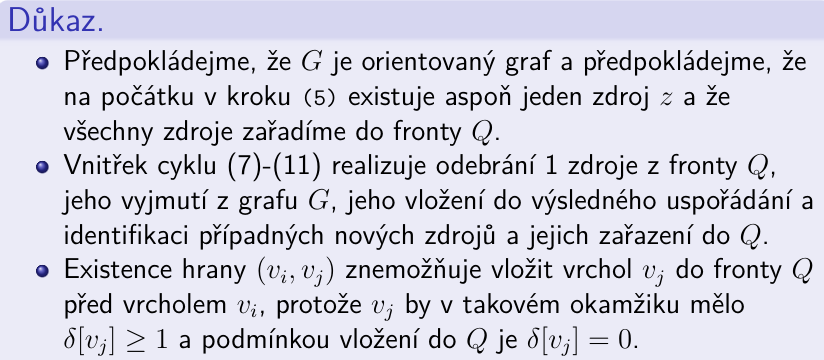 Důkaz.
Předpokládejme, že G je orientovaný graf a předpokládejme, že
na počátku v kroku (5) existuje aspoň jeden zdroj z a že
všechny zdroje zařadíme do fronty Q.
Vnitřek cyklu (7)-(11) realizuje odebrání 1 zdroje z fronty Q,
jeho vyjmutí z grafu G, jeho vložení do výsledného uspořádání a
identifikaci případných nových zdrojů a jejich zařazení do Q.
Existence hrany (v_i, v_j) znemožňuje vložit vrchol v_j do fronty Q
před vrcholem v_i, protože v_j by v takovém okamžiku mělo
δ[v_j] ≥ 1 a podmínkou vložení do Q je δ[v_j] = 0.